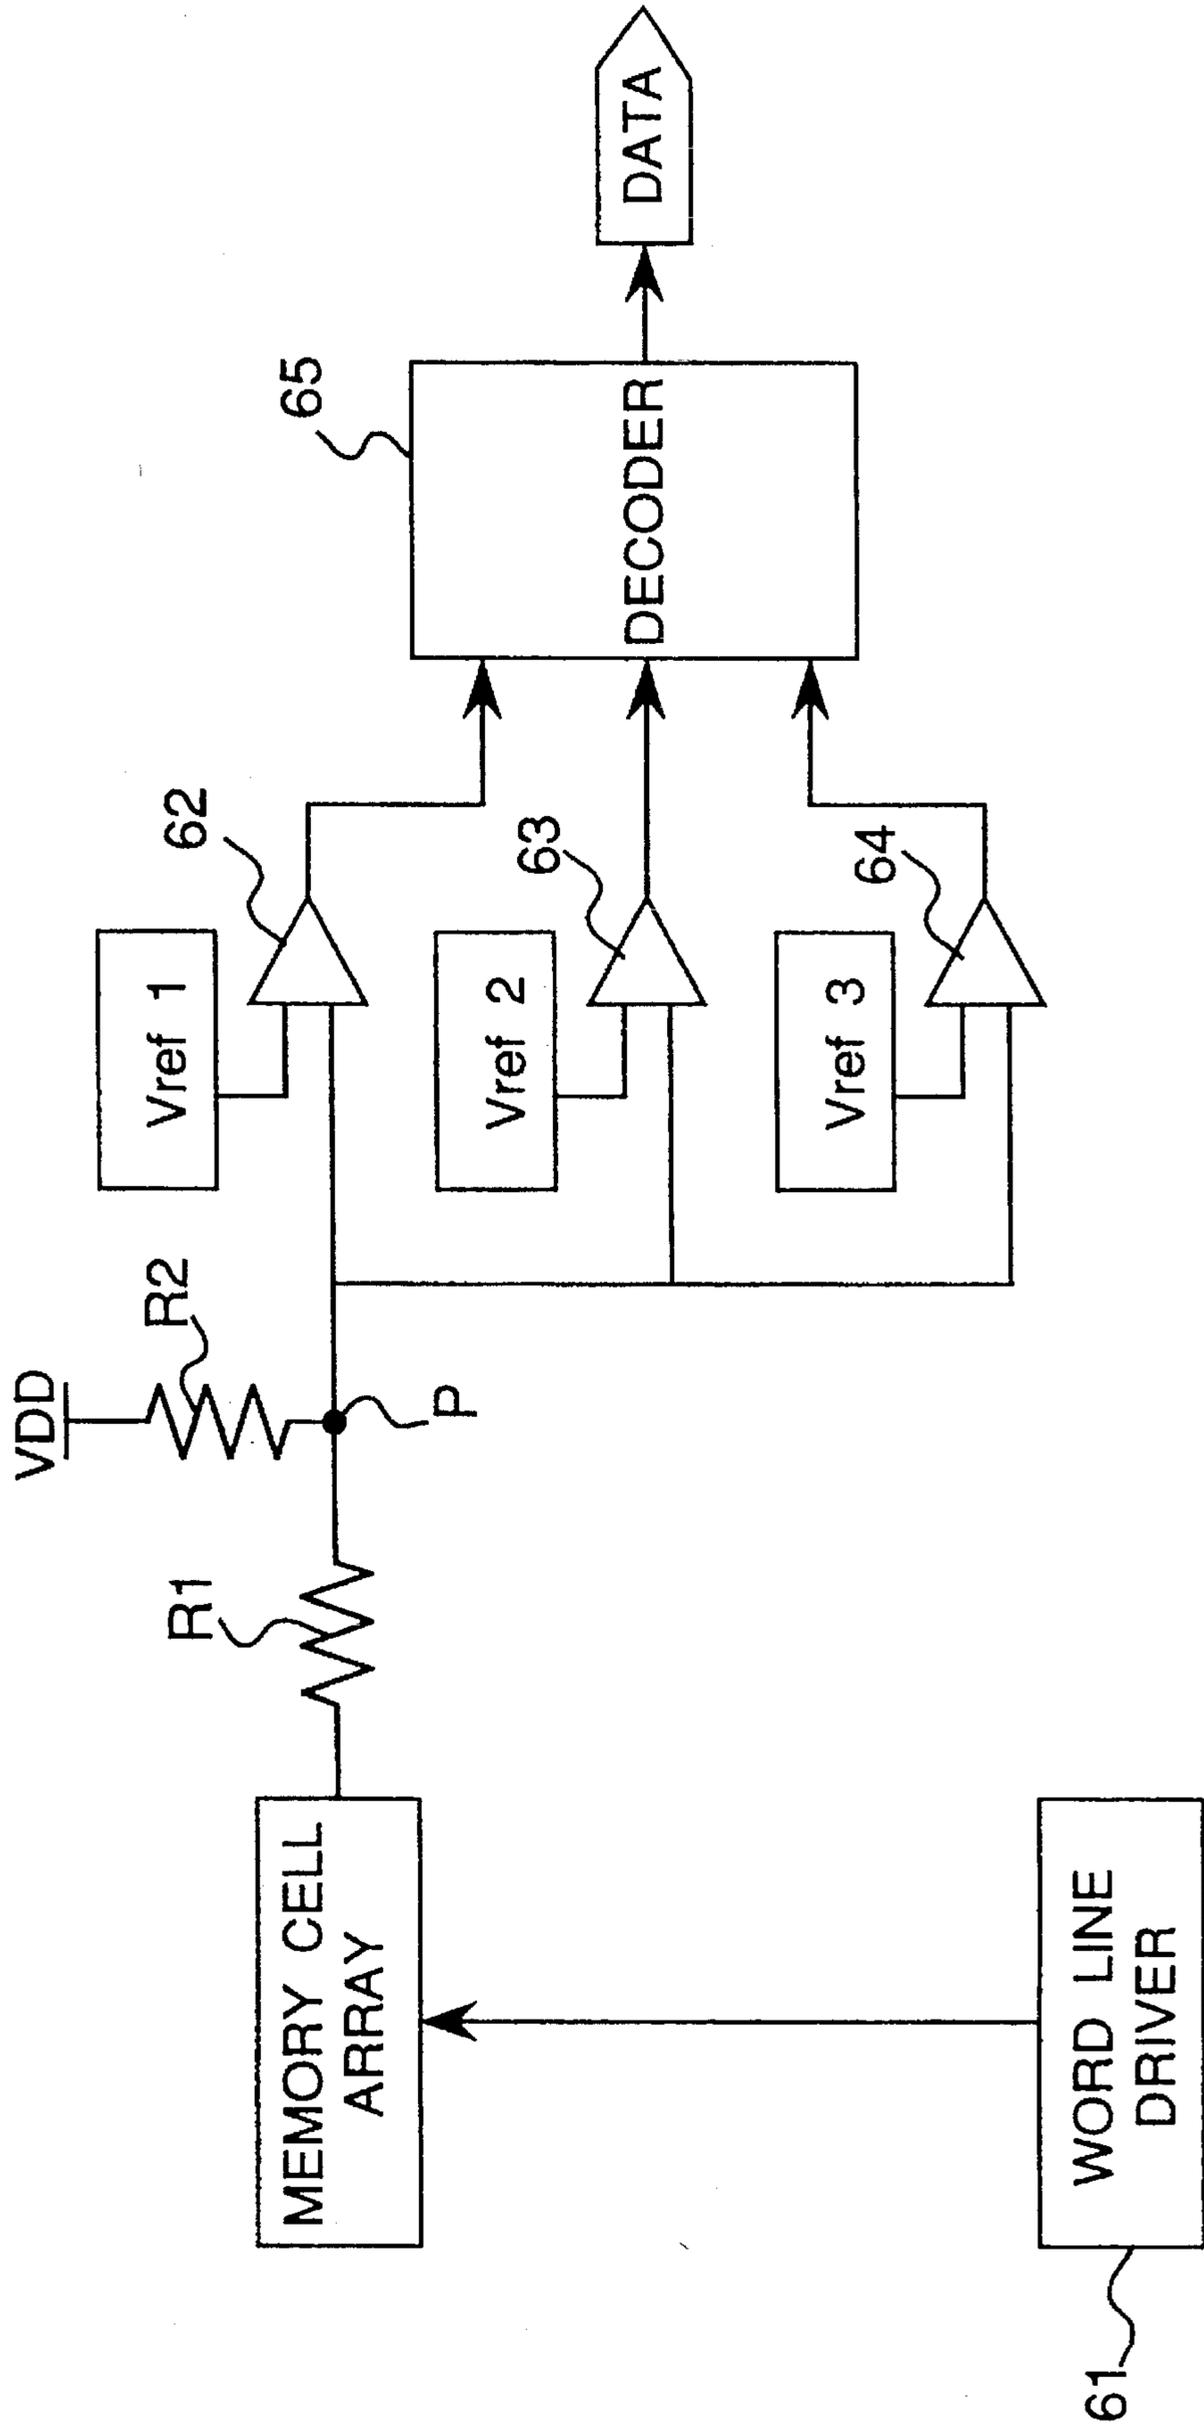 VDD
R2
R1
P
Vref 1
62
Vref 2
63
Vref 3
64
65
DECODER
DATA
MEMORY CELL
ARRAY
WORD LINE
DRIVER
61